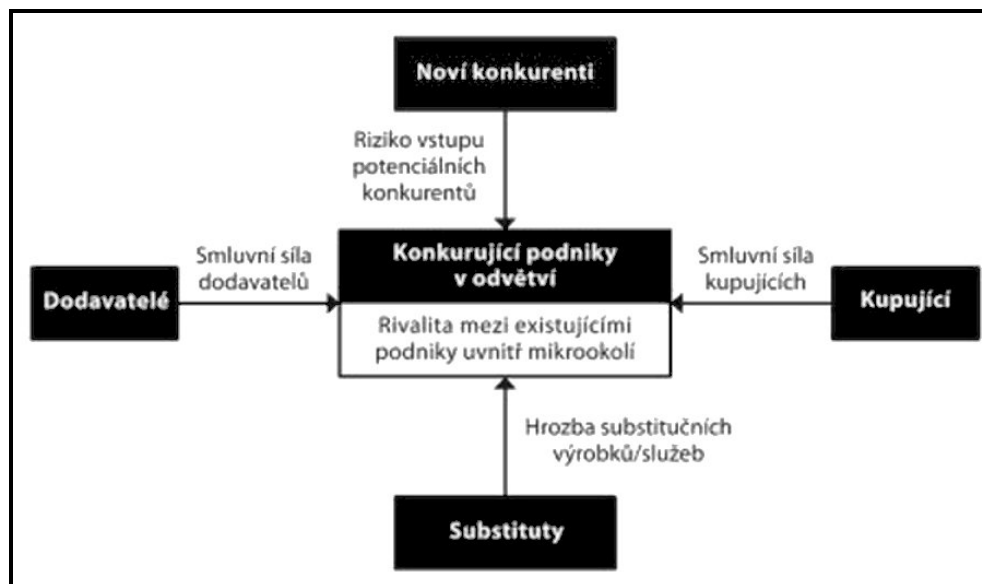 Noví konkurenti
Riziko vstupu
potenciálních
konkurentů
Konkurující podniky
v odvětví
Smluvní síla
dodavatelů
Smluvní síla
kupujících
Dodavatelé
Kupující
Rivalita mezi existujícími
podniky uvnitř mikrookolí
Hrozba substitučních
výrobků/služeb
Substituty